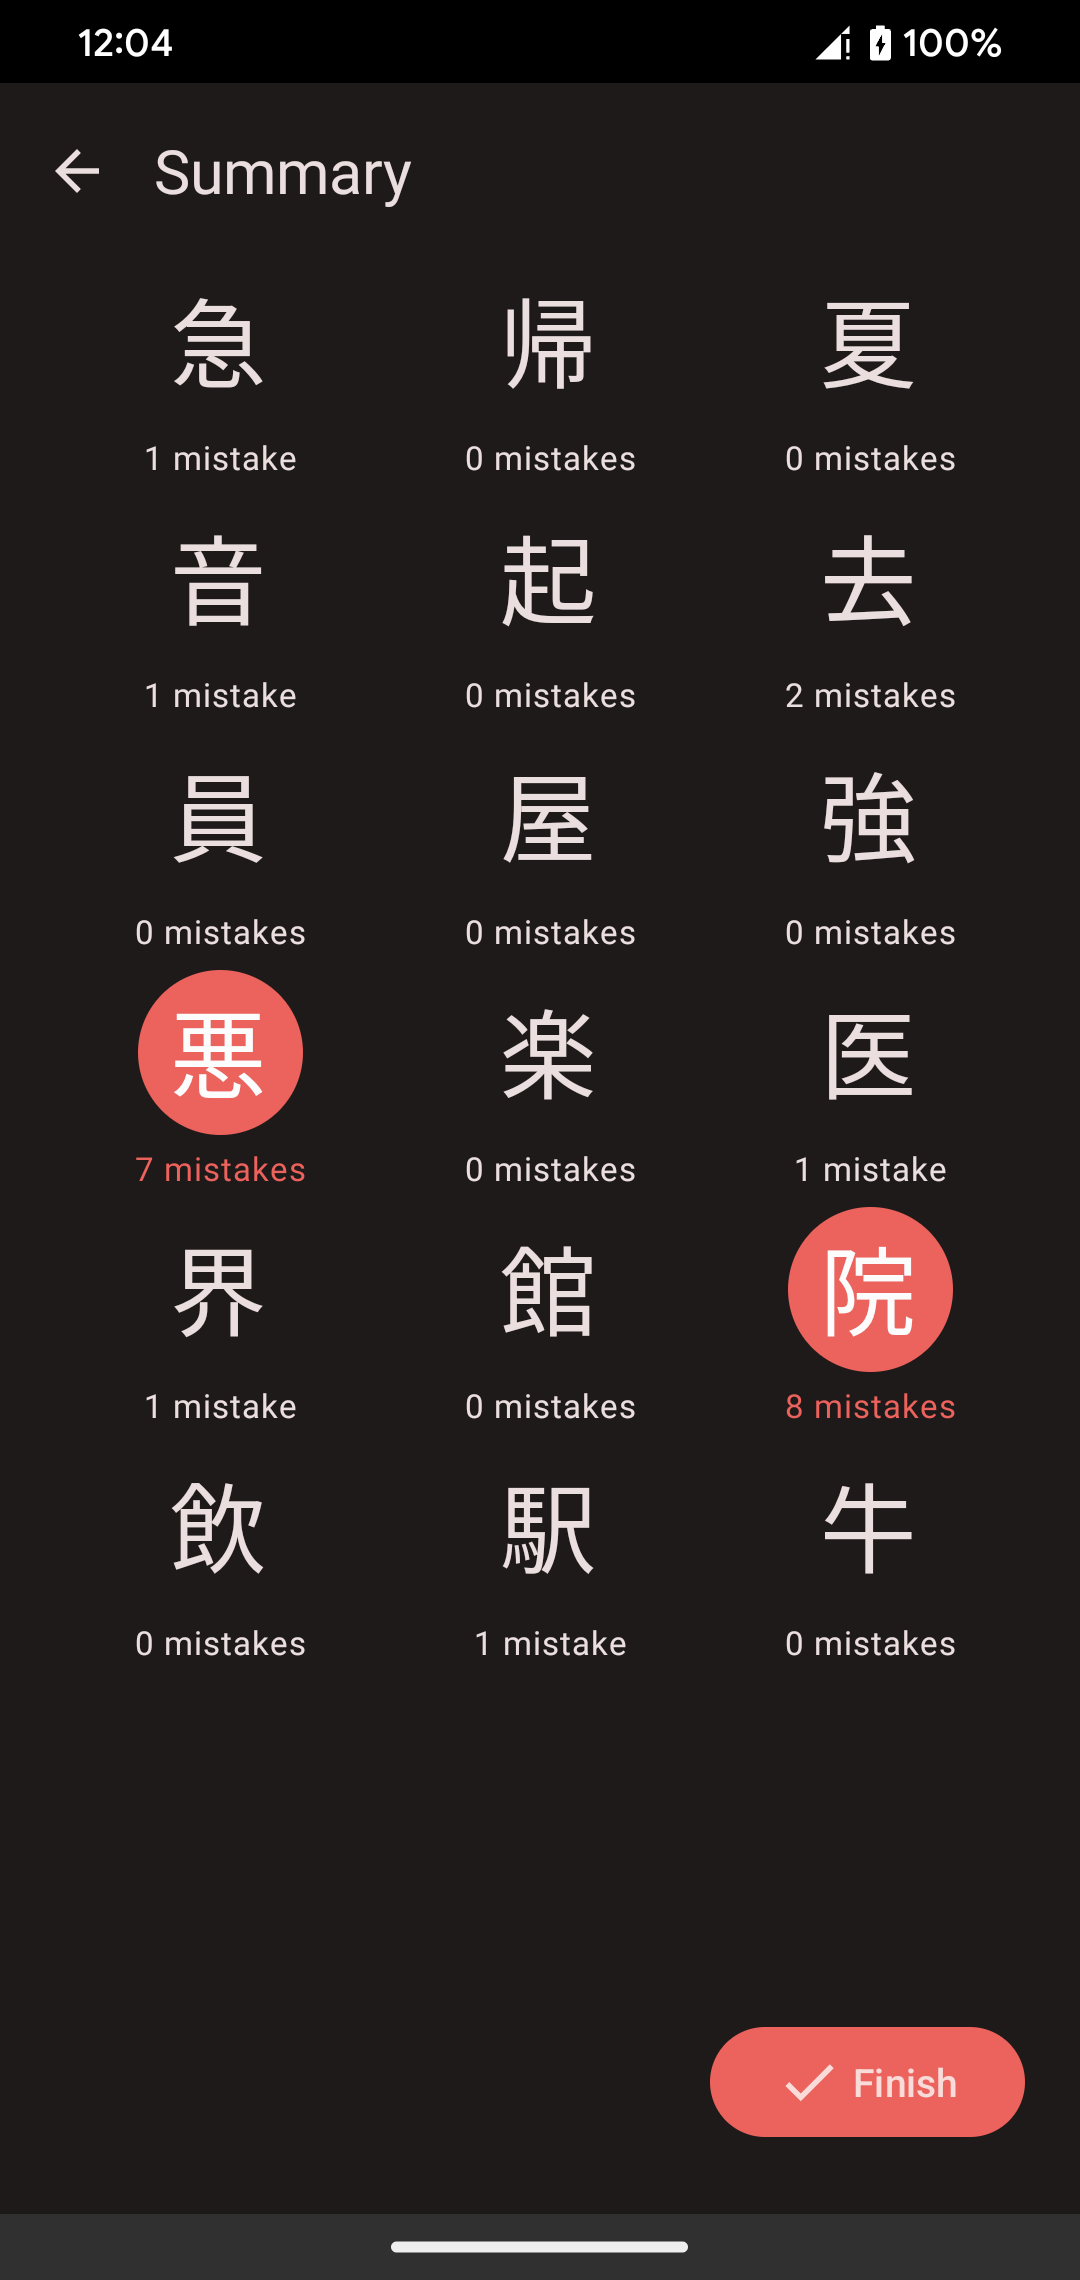 12:04 100%
Summary
急 帰 夏
1 mistake 0 mistakes 0 mistakes
音 起 去
1 mistake 0 mistakes 2 mistakes
員 屋 強
0 mistakes 0 mistakes 0 mistakes
悪 楽 医
7 mistakes 0 mistakes 1 mistake
界 館 院
1 mistake 0 mistakes 8 mistakes
飲 駅 牛
0 mistakes 1 mistake 0 mistakes
Finish